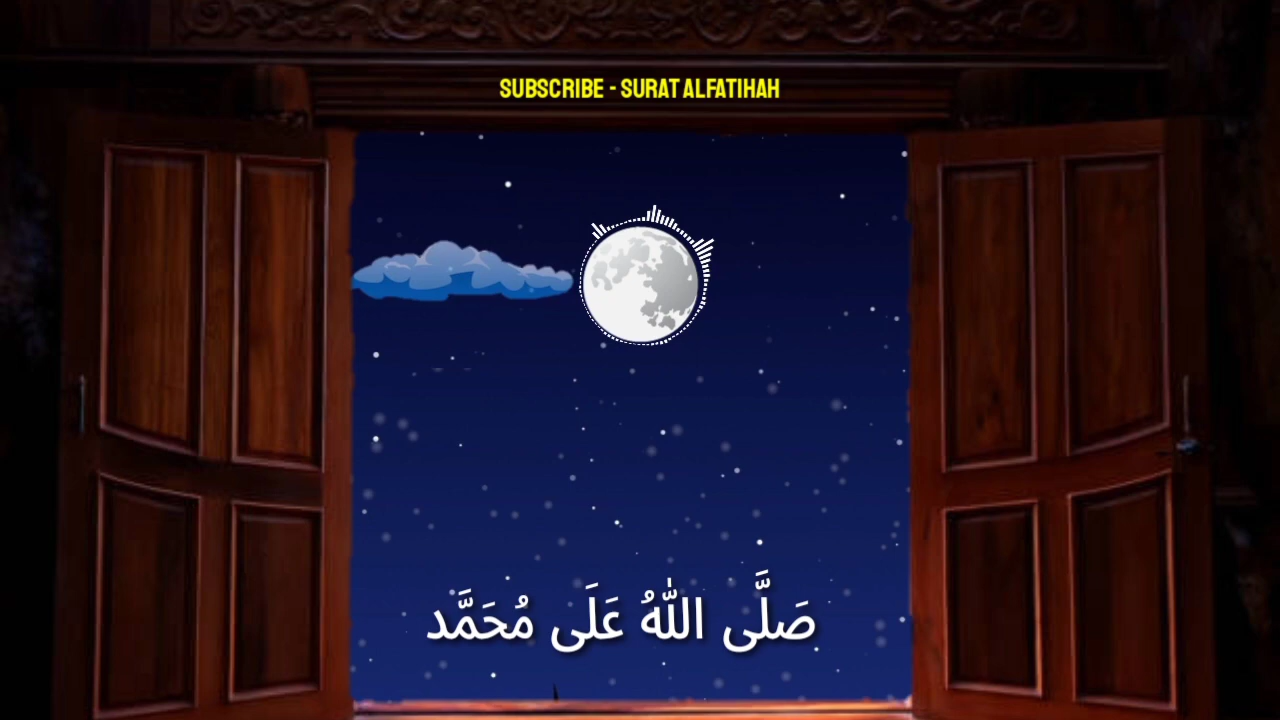 SUBSCRIBE - SURAT ALFATIHAH
صَلَّى اللّٰهُ عَلَى مُحَمَّد